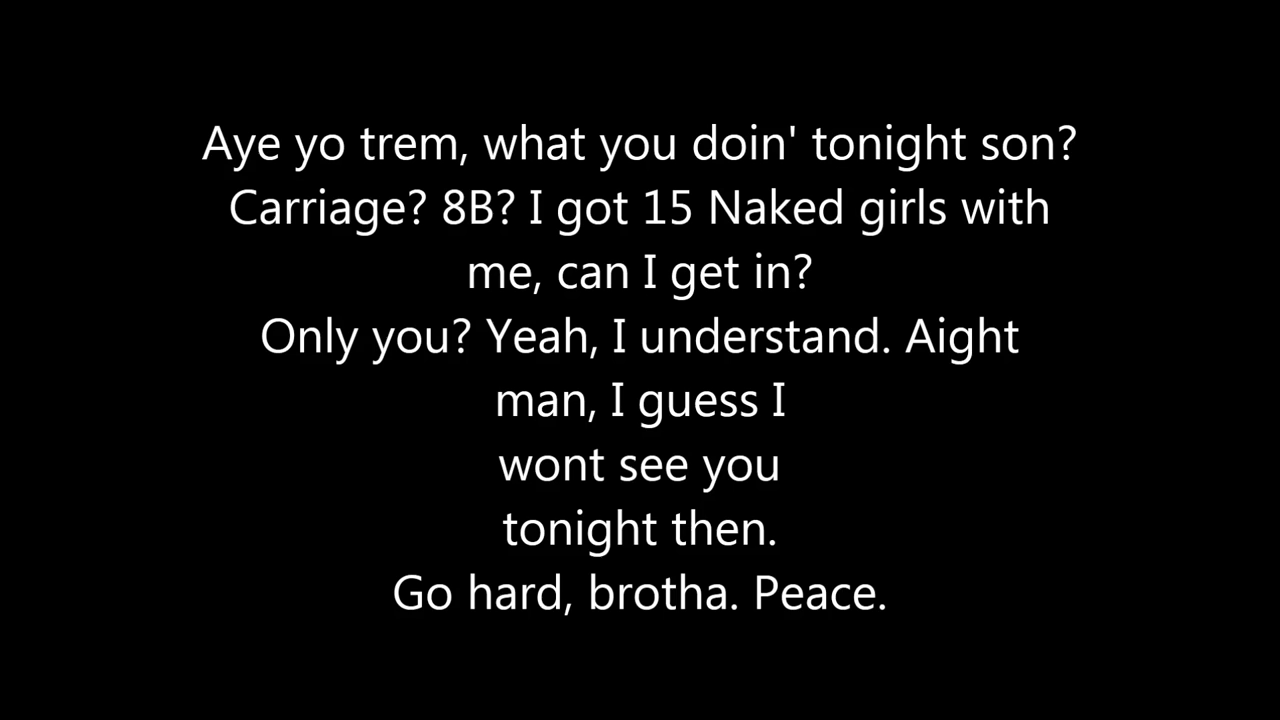 Aye yo trem, what you doin' tonight son?
Carriage? 8B? I got 15 Naked girls with
me, can I get in?
Only you? Yeah, I understand. Aight
man, I guess I
wont see you
tonight then.
Go hard, brotha. Peace.